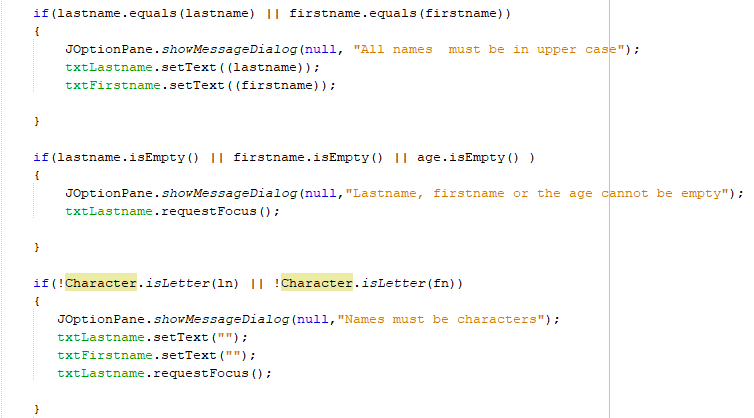 if(lastname.equals(lastname) || firstname.equals(firstname))
{
    JOptionPane.showMessageDialog(null, "All names  must be in upper case");
    txtLastname.setText((lastname));
    txtFirstname.setText((firstname));
}
if(lastname.isEmpty() || firstname.isEmpty() || age.isEmpty() )
{
    JOptionPane.showMessageDialog(null,"Lastname, firstname or the age cannot be empty");
    txtLastname.requestFocus();
}
if(!Character.isLetter(ln) || !Character.isLetter(fn))
{
   JOptionPane.showMessageDialog(null,"Names must be characters");
   txtLastname.setText("");
   txtFirstname.setText("");
   txtLastname.requestFocus();
}